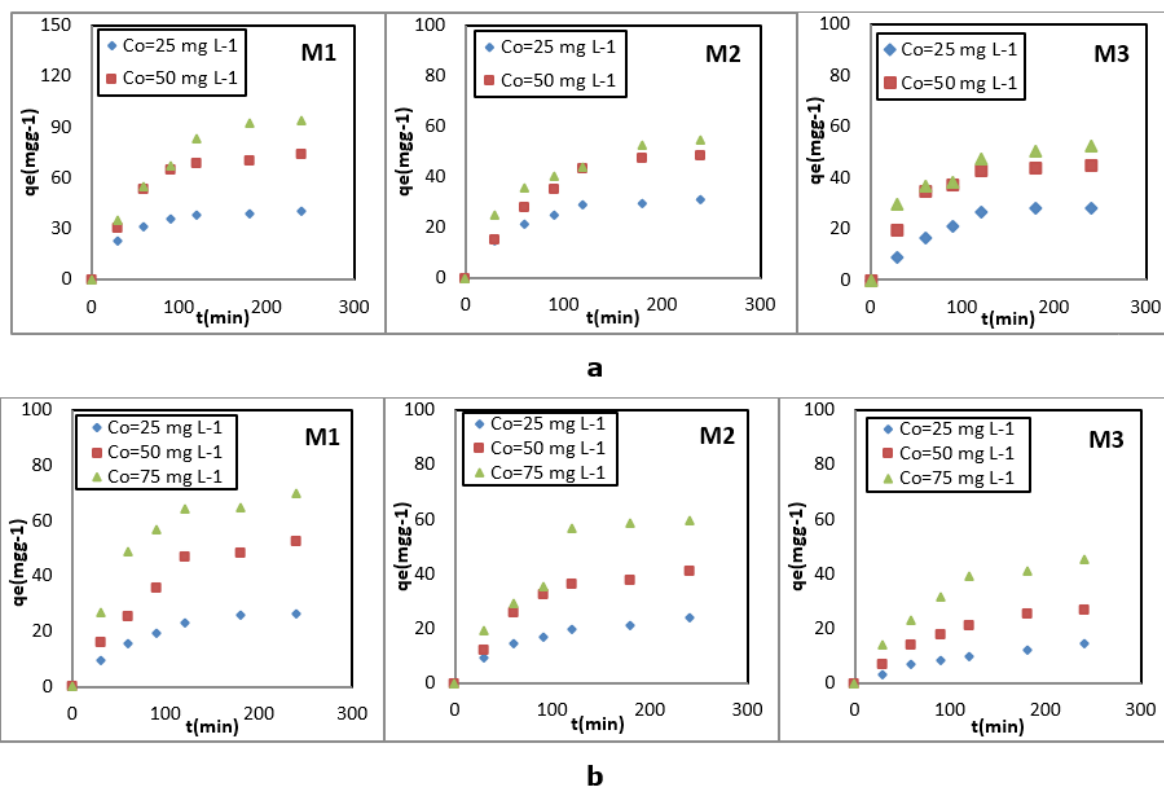 150
120
90
60
30
0
qe(mgg-1)
Co=25 mg L-1
Co=50 mg L-1
M1
0 100 200 300
t(min)
100
80
60
40
20
0
qe(mgg-1)
Co=25 mg L-1
Co=50 mg L-1
M2
0 100 200 300
t(min)
100
80
60
40
20
0
qe(mgg-1)
Co=25 mg L-1
Co=50 mg L-1
M3
0 100 200 300
t(min)
a
100
80
60
40
20
0
qe(mgg-1)
Co=25 mg L-1
Co=50 mg L-1
Co=75 mg L-1
M1
0 100 200 300
t(min)
100
80
60
40
20
0
qe(mgg-1)
Co=25 mg L-1
Co=50 mg L-1
Co=75 mg L-1
M2
0 100 200 300
t(min)
100
80
60
40
20
0
qe(mgg-1)
Co=25 mg L-1
Co=50 mg L-1
Co=75 mg L-1
M3
0 100 200 300
t(min)
b